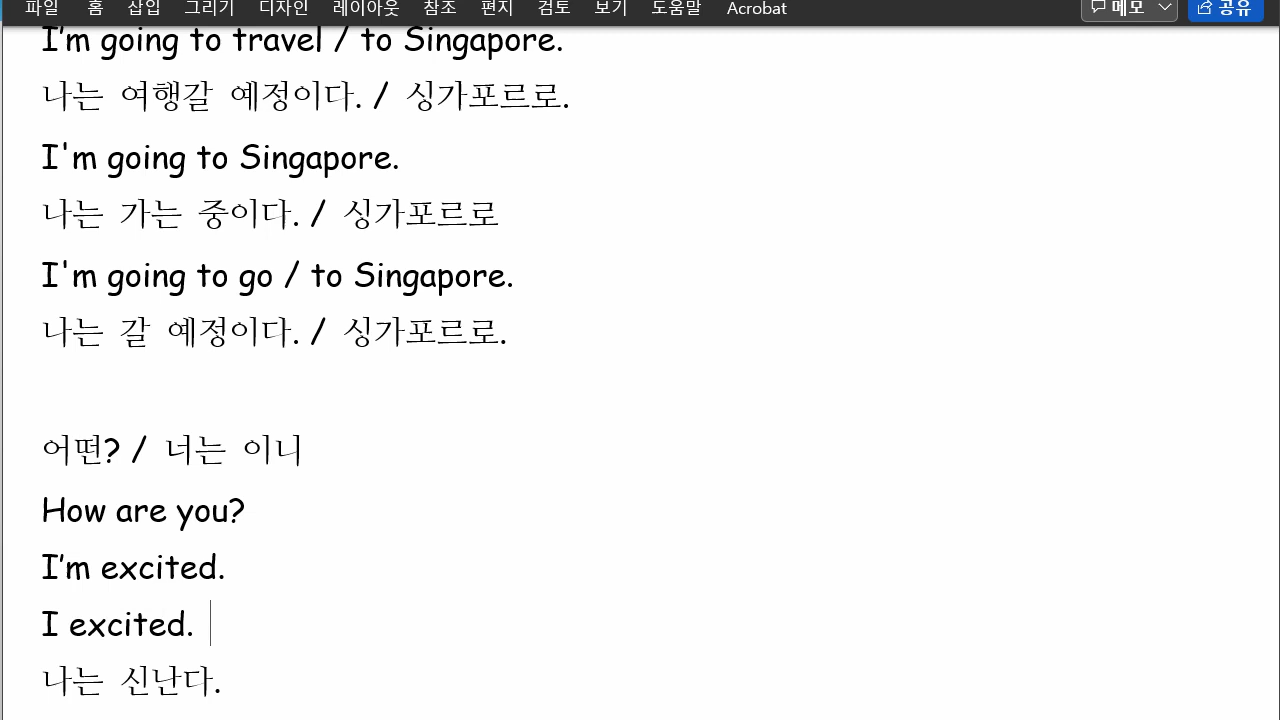 파일 홈 삽입 그리기 디자인 레이아웃 참조 편지 검토 보기 도움말 Acrobat 메모 공유
I’m going to travel / to Singapore.
나는 여행갈 예정이다. / 싱가포르로.
I'm going to Singapore.
나는 가는 중이다. / 싱가포르로
I'm going to go / to Singapore.
나는 갈 예정이다. / 싱가포르로.
어떤? / 너는 이니
How are you?
I’m excited.
I excited.
나는 신난다.